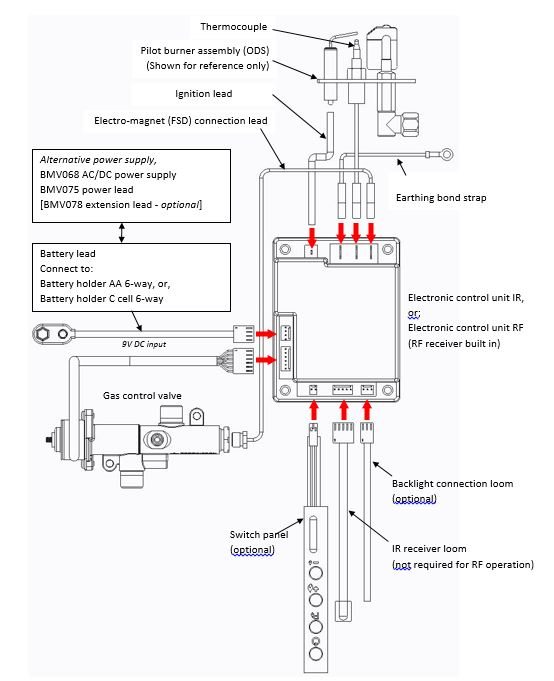 Thermocouple
Pilot burner assembly (ODS)
(Shown for reference only)
Ignition lead
Electro-magnet (FSD) connection lead
Alternative power supply,
BMV068 AC/DC power supply
BMV075 power lead
[BMV078 extension lead - optional]
Earthing bond strap
Battery lead
Connect to:
Battery holder AA 6-way, or,
Battery holder C cell 6-way
Electronic control unit IR,
or;
Electronic control unit RF
(RF receiver built in)
9V DC input
Gas control valve
Backlight connection loom
(optional)
Switch panel
(optional)
IR receiver loom
(not required for RF operation)